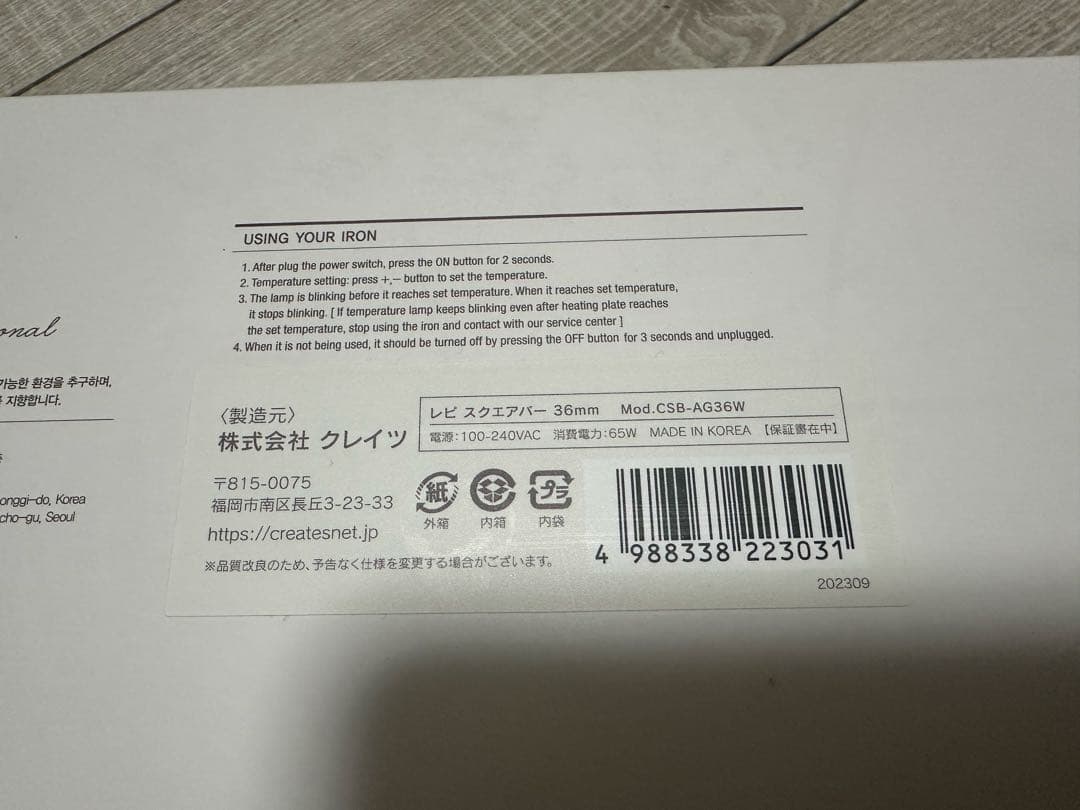 USING YOUR IRON
1. After plug the power switch, press the ON button for 2 seconds.
2. Temperature setting: press +,− button to set the temperature.
3. The lamp is blinking before it reaches set temperature. When it reaches set temperature,
it stops blinking. [ If temperature lamp keeps blinking even after heating plate reaches
the set temperature, stop using the iron and contact with our service center ]
4. When it is not being used, it should be turned off by pressing the OFF button for 3 seconds and unplugged.
onal
가능한 환경을 추구하며,
지향합니다.
onggi-do, Korea
cho-gu, Seoul
〈製造元〉
株式会社 クレイツ
〒815-0075
福岡市南区長丘3-23-33
https://createsnet.jp
※品質改良のため、予告なく仕様を変更する場合がございます。
レビ スクエアバー 36mm Mod.CSB-AG36W
電源:100-240VAC 消費電力:65W MADE IN KOREA 【保証書在中】
紙 プラ
外箱 内箱 内袋
4 988338 223031
202309